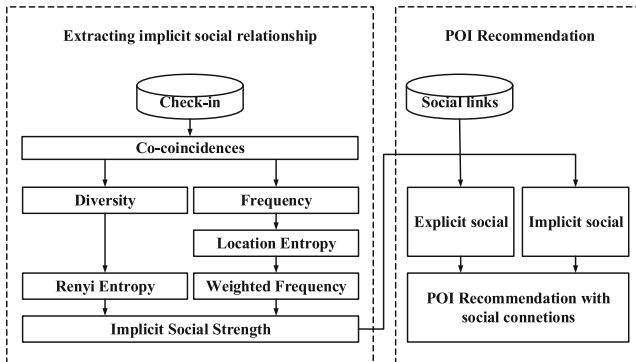 Extracting implicit social relationship
Check-in
Co-coincidences
Diversity
Frequency
Location Entropy
Renyi Entropy
Weighted Frequency
Implicit Social Strength
POI Recommendation
Social links
Explicit social
Implicit social
POI Recommendation with
social connetions